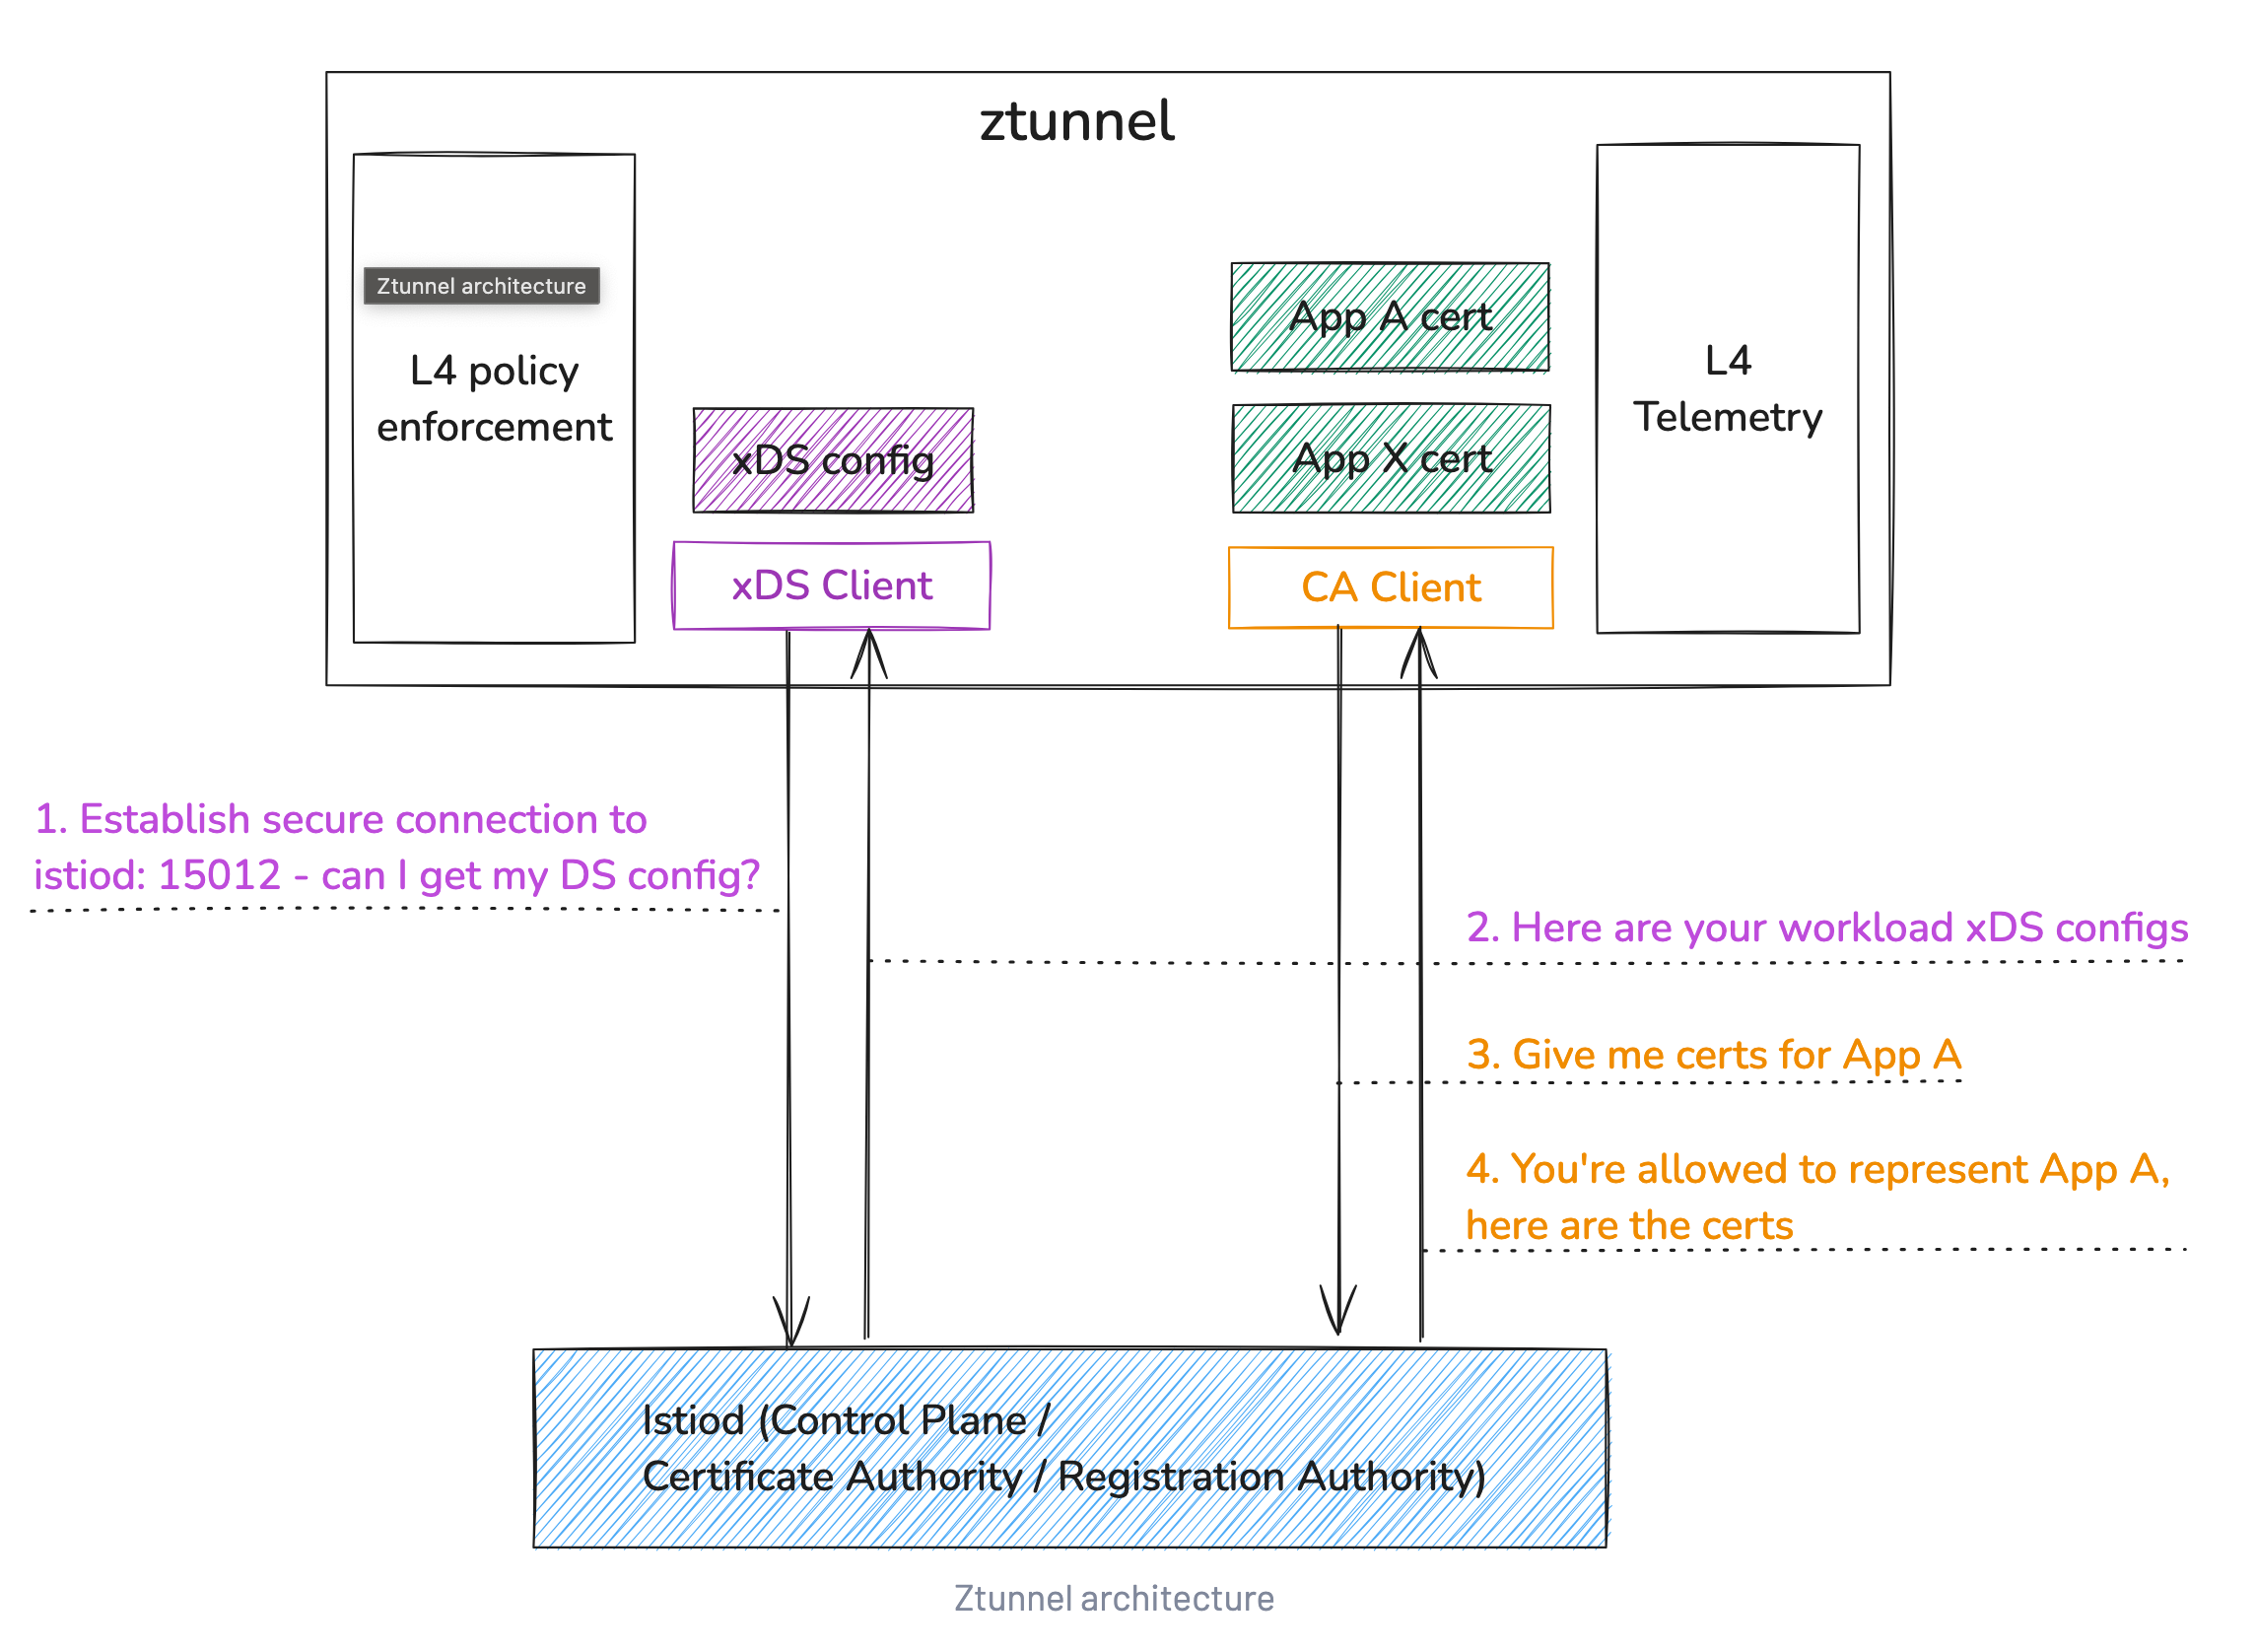 ztunnel
Ztunnel architecture
L4 policy
enforcement
xDS config
xDS Client
App A cert
App X cert
CA Client
L4
Telemetry
1. Establish secure connection to
istiod: 15012 - can I get my DS config?
2. Here are your workload xDS configs
3. Give me certs for App A
4. You're allowed to represent App A,
here are the certs
Istiod (Control Plane /
Certificate Authority / Registration Authority)
Ztunnel architecture